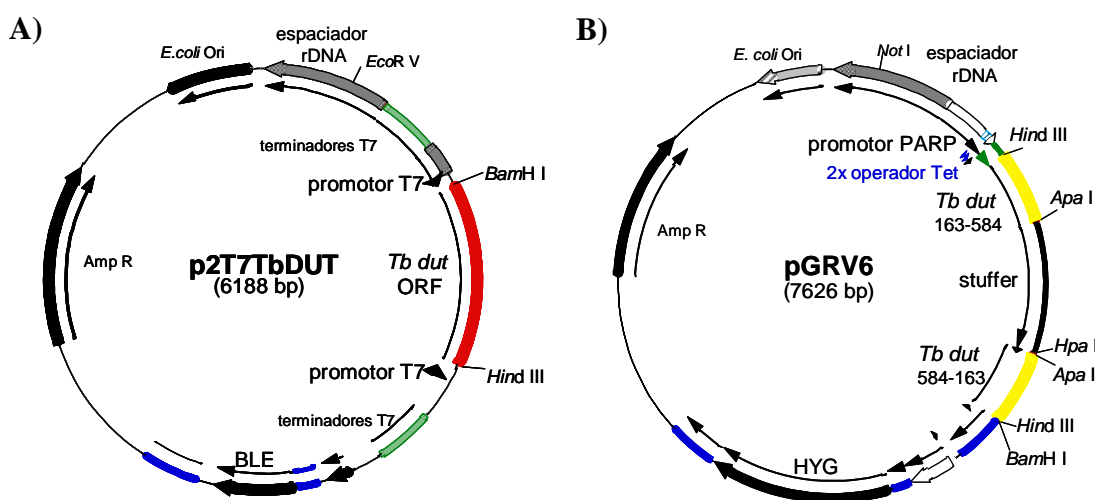 A)
espaciador
rDNA
E.coli Ori
EcoR V
terminadores T7
promotor T7
BamH I
Amp R
p2T7TbDUT
(6188 bp)
Tb dut
ORF
promotor T7
Hind III
terminadores T7
BLE
B)
E. coli Ori
Not I
espaciador
rDNA
promotor PARP
Hind III
2x operador Tet
Tb dut
163-584
Apa I
Amp R
pGRV6
(7626 bp)
stuffer
Hpa I
Tb dut
584-163
Apa I
Hind III
BamH I
HYG